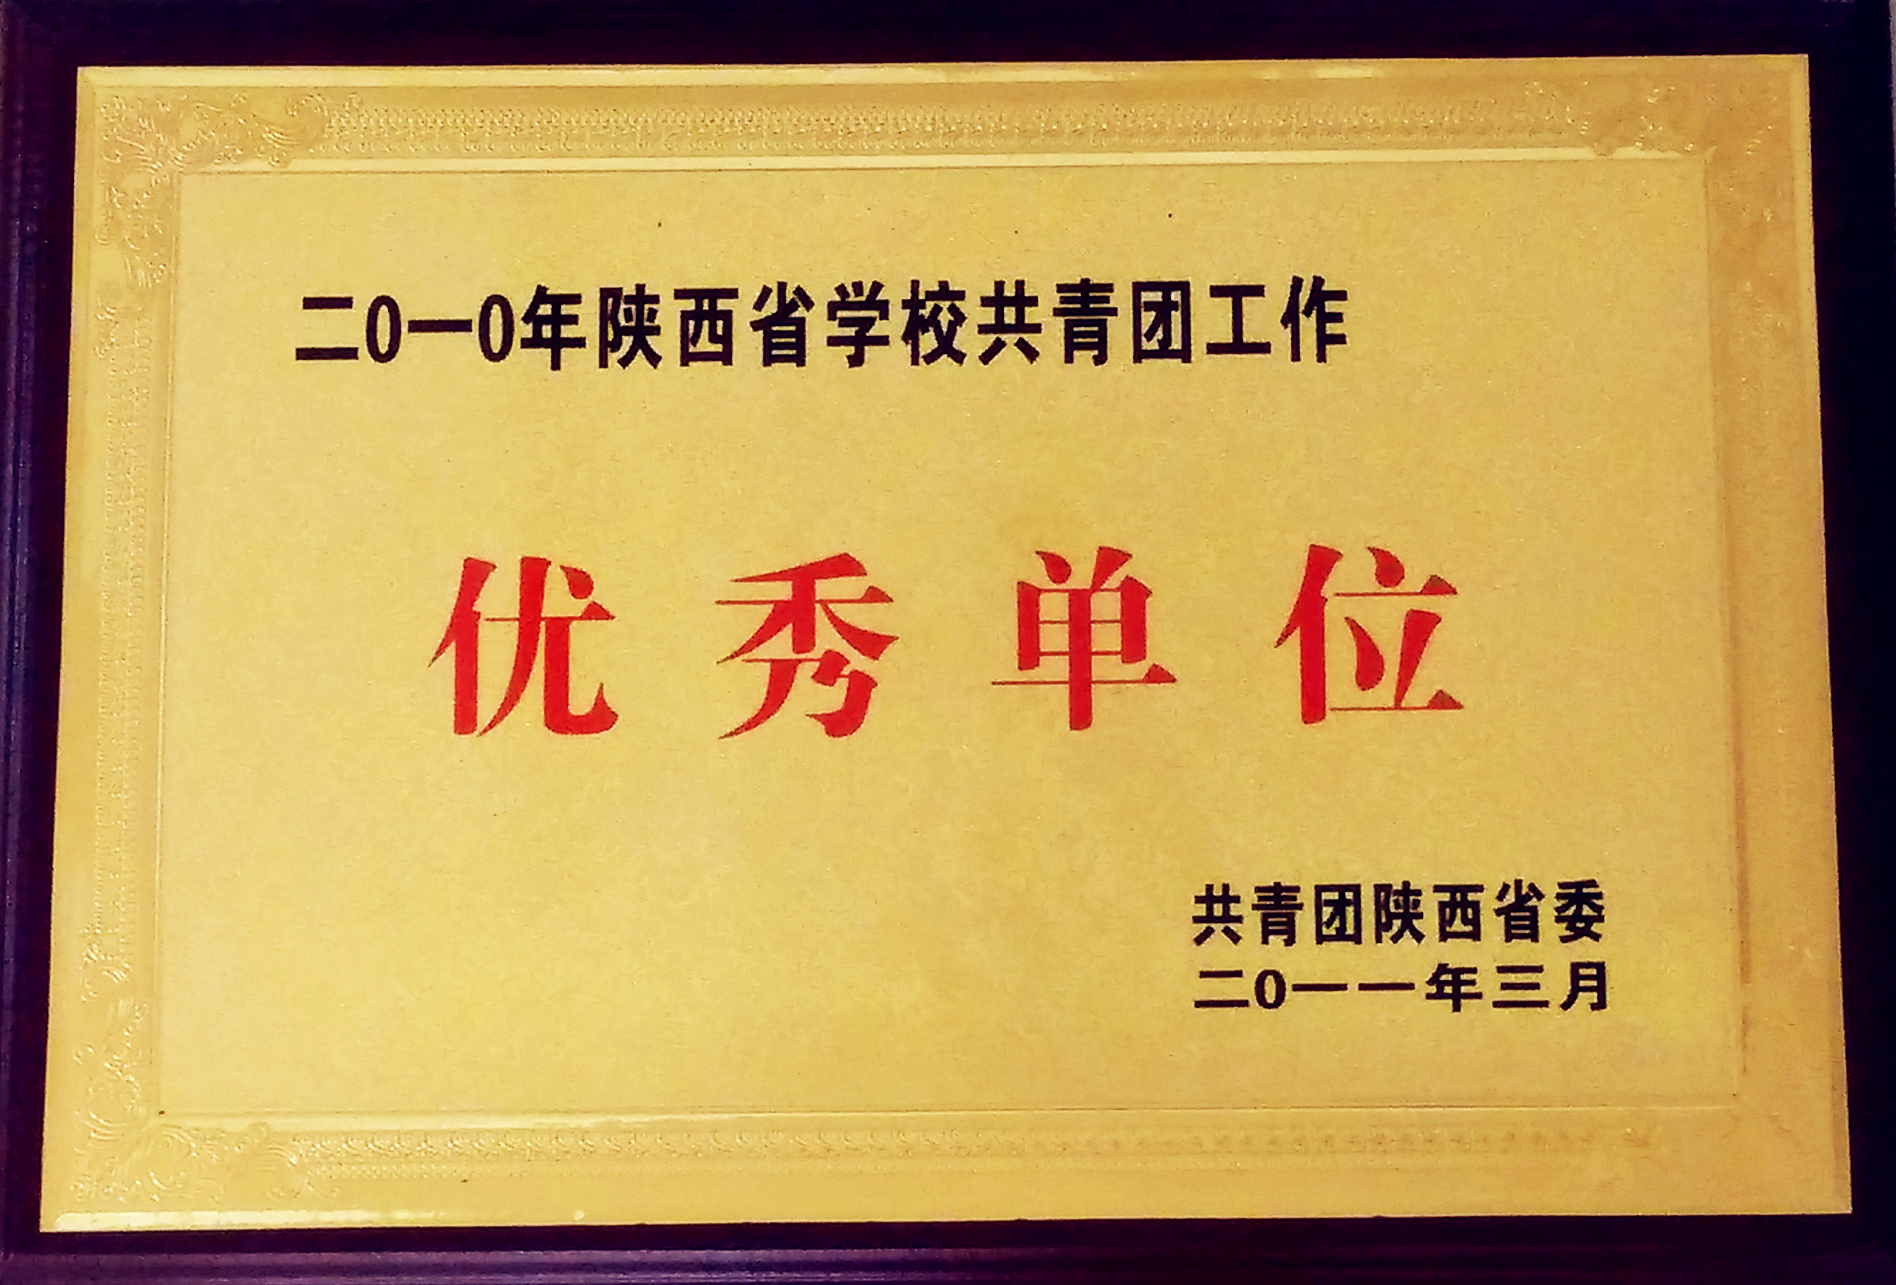 二0一0年陕西省学校共青团工作
优秀单位
共青团陕西省委
二0一一年三月